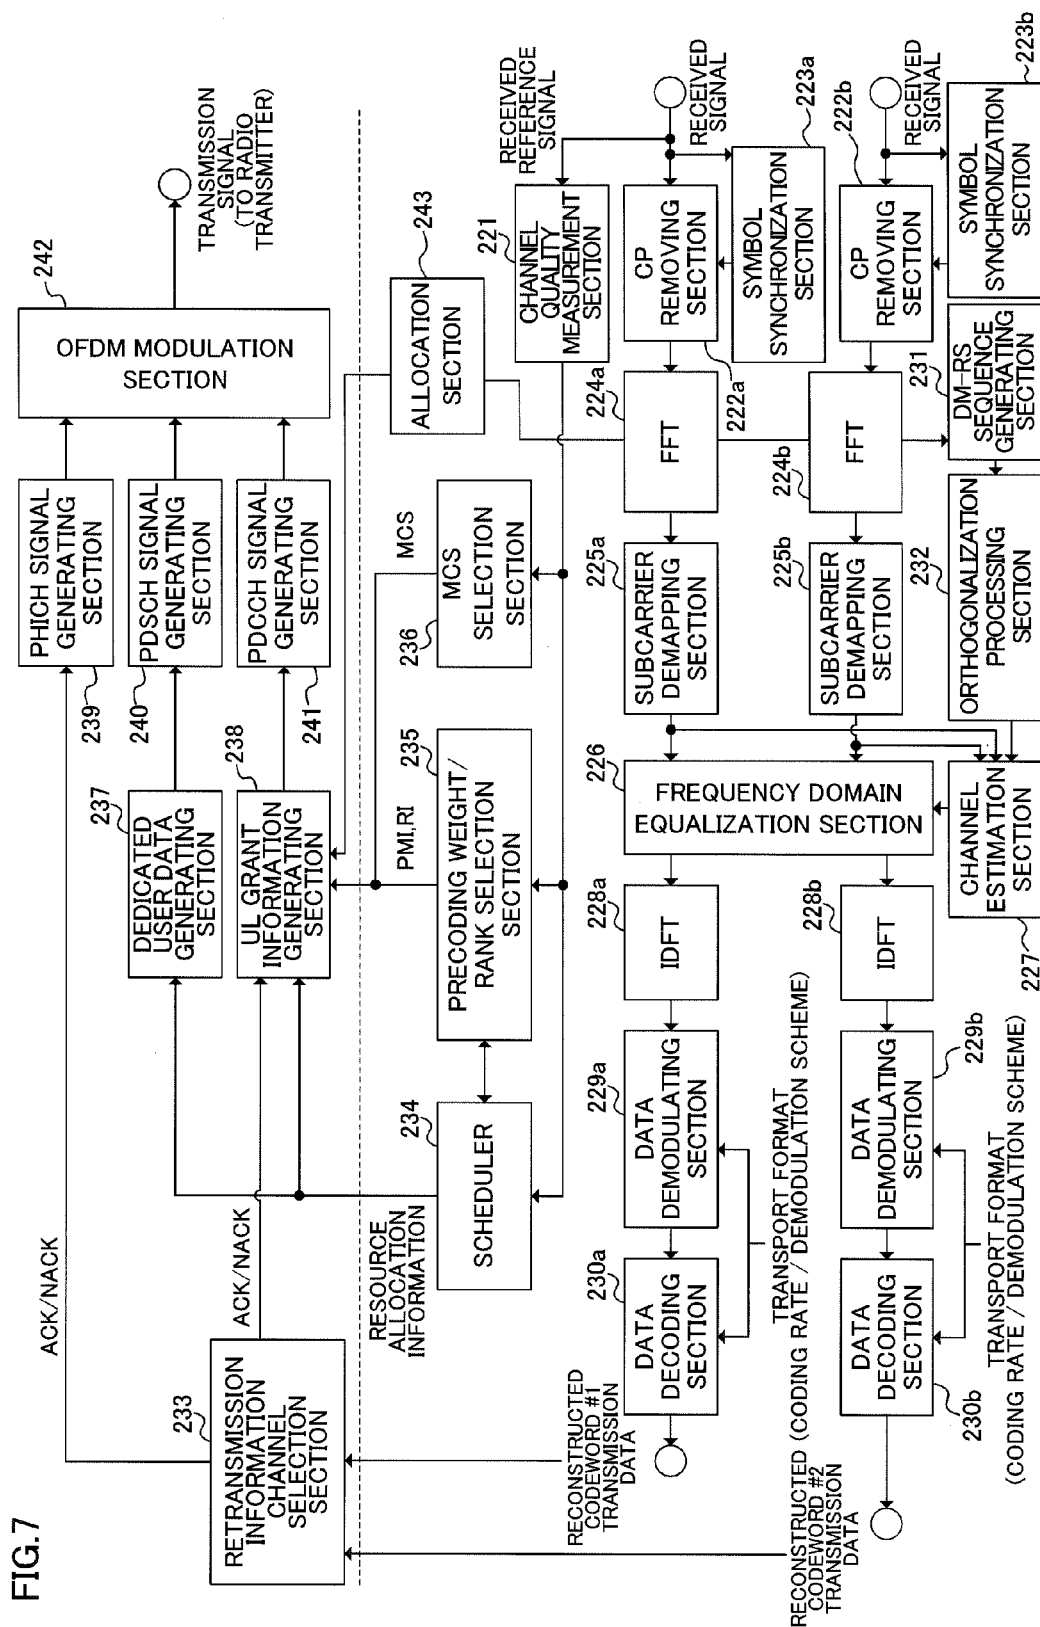 FIG.7
ACK/NACK
PHICH SIGNAL
GENERATING
SECTION
239
242
OFDM MODULATION
SECTION
TRANSMISSION
SIGNAL
(TO RADIO
TRANSMITTER)
237
DEDICATED
USER DATA
GENERATING
SECTION
240
PDSCH SIGNAL
GENERATING
SECTION
233
RETRANSMISSION
INFORMATION
CHANNEL
SELECTION
SECTION
ACK/NACK
238
UL GRANT
INFORMATION
GENERATING
SECTION
241
PDCCH SIGNAL
GENERATING
SECTION
RESOURCE
ALLOCATION
INFORMATION
234
SCHEDULER
PMI,RI
235
PRECODING WEIGHT/
RANK SELECTION
SECTION
MCS
236
MCS
SELECTION
SECTION
243
ALLOCATION
SECTION
221
CHANNEL
QUALITY
MEASUREMENT
SECTION
RECEIVED
REFERENCE
SIGNAL
RECONSTRUCTED
CODEWORD #1
TRANSMISSION
DATA
230a
DATA
DECODING
SECTION
229a
DATA
DEMODULATING
SECTION
228a
IDFT
226
FREQUENCY DOMAIN
EQUALIZATION SECTION
225a
SUBCARRIER
DEMAPPING
SECTION
224a
FFT
222a
CP
REMOVING
SECTION
RECEIVED
SIGNAL
223a
SYMBOL
SYNCHRONIZATION
SECTION
TRANSPORT FORMAT
(CODING RATE / DEMODULATION SCHEME)
RECONSTRUCTED
CODEWORD #2
TRANSMISSION
DATA
230b
DATA
DECODING
SECTION
229b
DATA
DEMODULATING
SECTION
228b
IDFT
225b
SUBCARRIER
DEMAPPING
SECTION
224b
FFT
222b
CP
REMOVING
SECTION
RECEIVED
SIGNAL
223b
SYMBOL
SYNCHRONIZATION
SECTION
TRANSPORT FORMAT
(CODING RATE / DEMODULATION SCHEME)
227
CHANNEL
ESTIMATION
SECTION
232
ORTHOGONALIZATION
PROCESSING
SECTION
231
DM-RS
SEQUENCE
GENERATING
SECTION